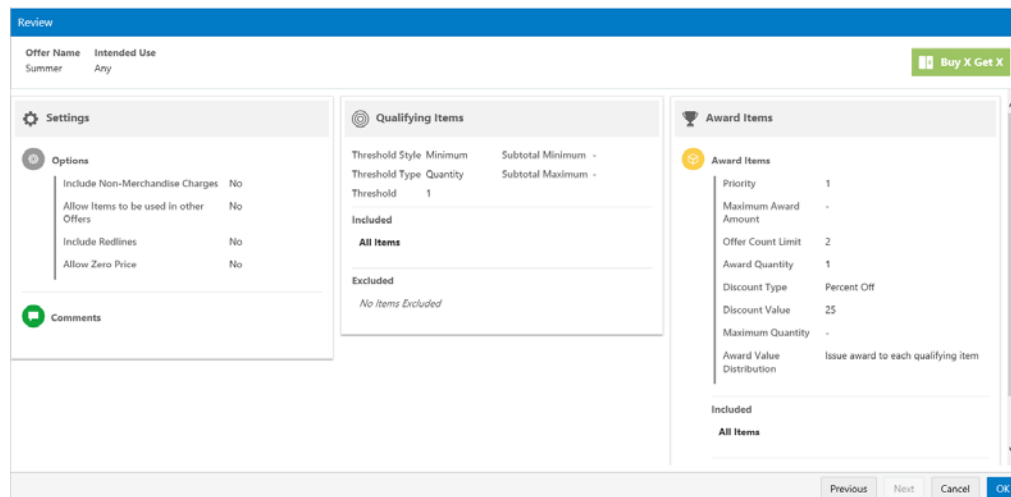 Review
Offer Name Intended Use
Summer Any
Buy X Get X
Settings
Options
Include Non-Merchandise Charges No
Allow Items to be used in other No
Offers
Include Redlines No
Allow Zero Price No
Comments
Qualifying Items
Threshold Style Minimum Subtotal Minimum -
Threshold Type Quantity Subtotal Maximum -
Threshold 1
Included
All Items
Excluded
No Items Excluded
Award Items
Award Items
Priority 1
Maximum Award -
Amount
Offer Count Limit 2
Award Quantity 1
Discount Type Percent Off
Discount Value 25
Maximum Quantity -
Award Value Issue award to each qualifying item
Distribution
Included
All Items
Previous Next Cancel OK